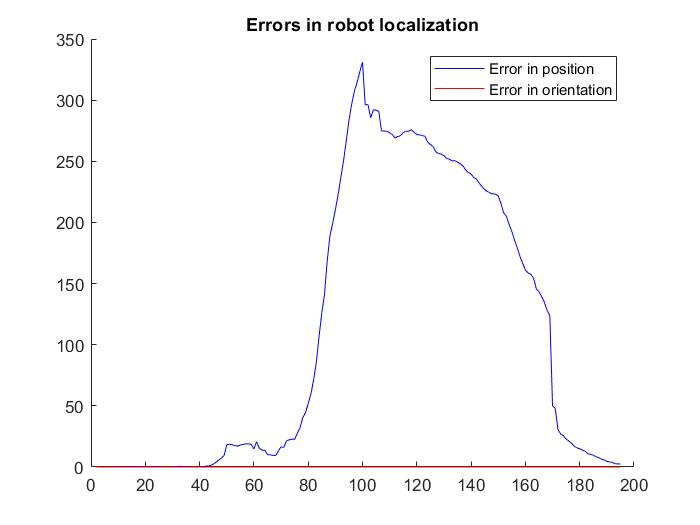 Errors in robot localization
350
300
250
200
150
100
50
0
Error in position
Error in orientation
0 20 40 60 80 100 120 140 160 180 200